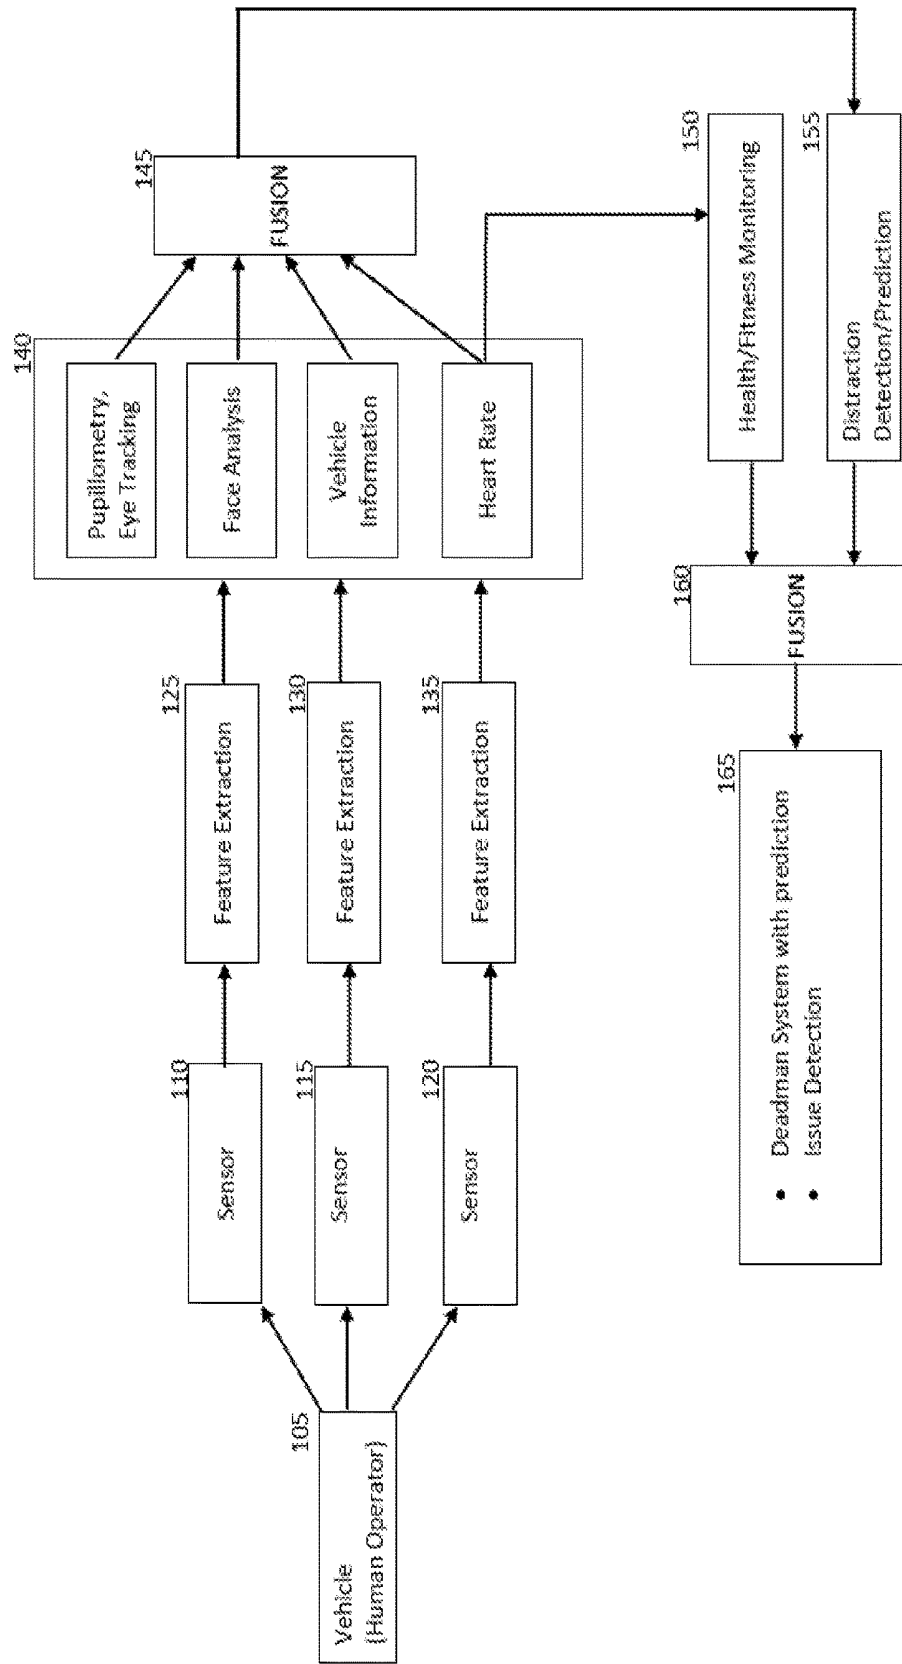 105
Vehicle
(Human Operator)
110
Sensor
115
Sensor
120
Sensor
125
Feature Extraction
130
Feature Extraction
135
Feature Extraction
140
Pupillometry,
Eye Tracking
Face Analysis
Vehicle
Information
Heart Rate
145
FUSION
150
Health/Fitness Monitoring
155
Distraction
Detection/Prediction
160
FUSION
165
• Deadman System with prediction
• Issue Detection